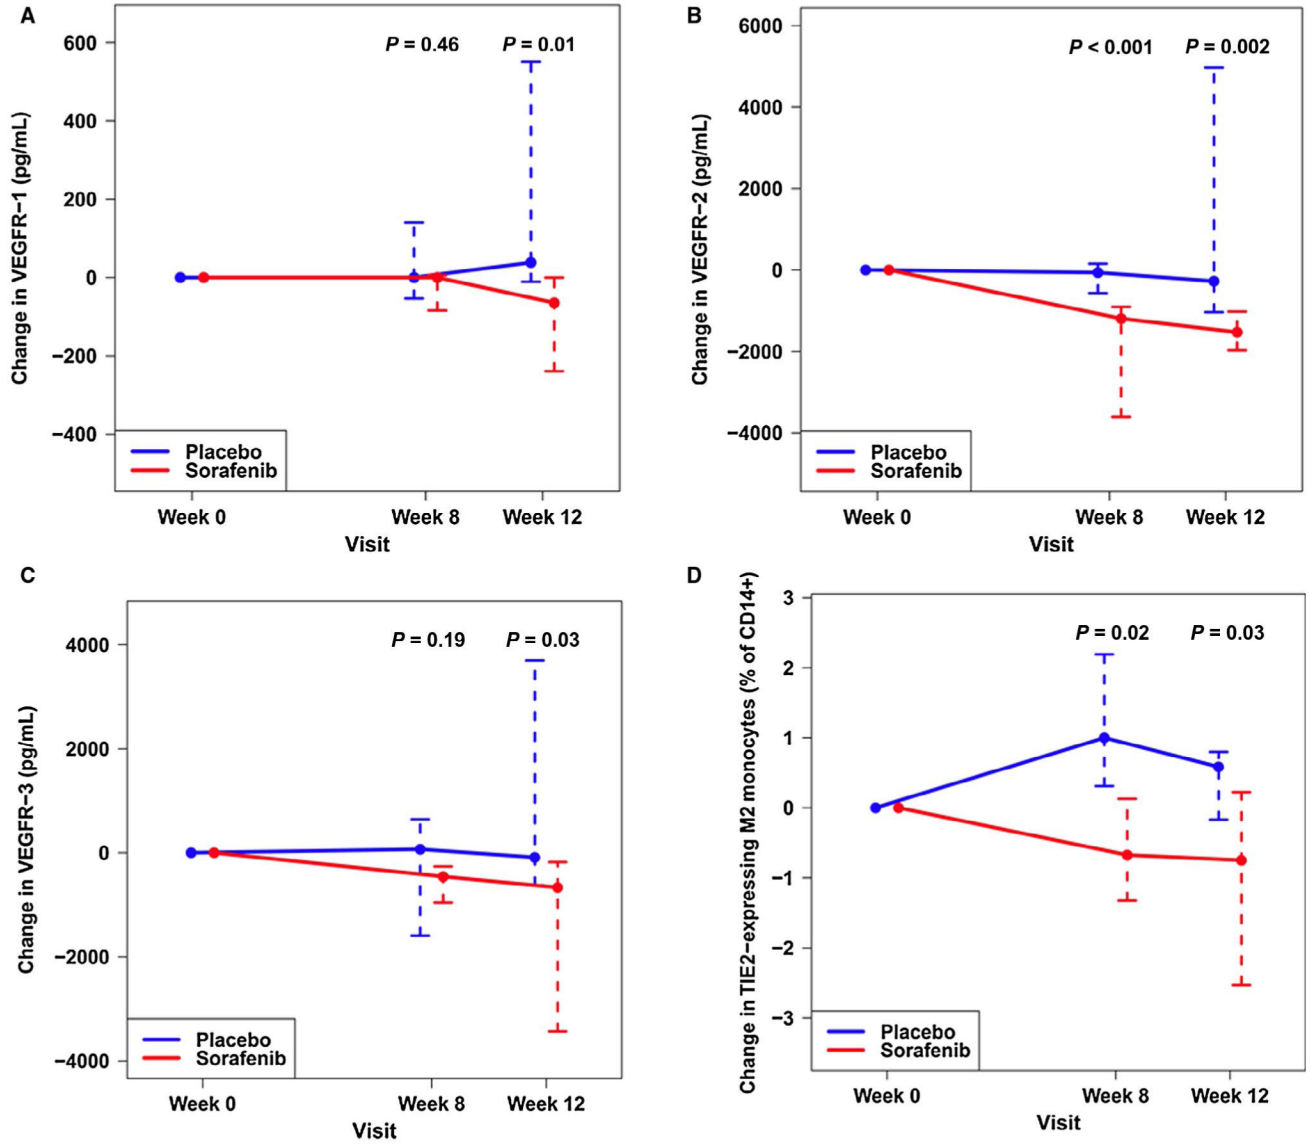 A
Change in VEGFR−1 (pg/mL)
600
400
200
0
−200
−400
P = 0.46
P = 0.01
Placebo
Sorafenib
Week 0
Week 8
Week 12
Visit
B
Change in VEGFR−2 (pg/mL)
6000
4000
2000
0
−2000
−4000
P < 0.001
P = 0.002
Placebo
Sorafenib
Week 0
Week 8
Week 12
Visit
C
Change in VEGFR−3 (pg/mL)
4000
2000
0
−2000
−4000
P = 0.19
P = 0.03
Placebo
Sorafenib
Week 0
Week 8
Week 12
Visit
D
Change in TIE2−expressing M2 monocytes (% of CD14+)
3
2
1
0
−1
−2
−3
P = 0.02
P = 0.03
Placebo
Sorafenib
Week 0
Week 8
Week 12
Visit